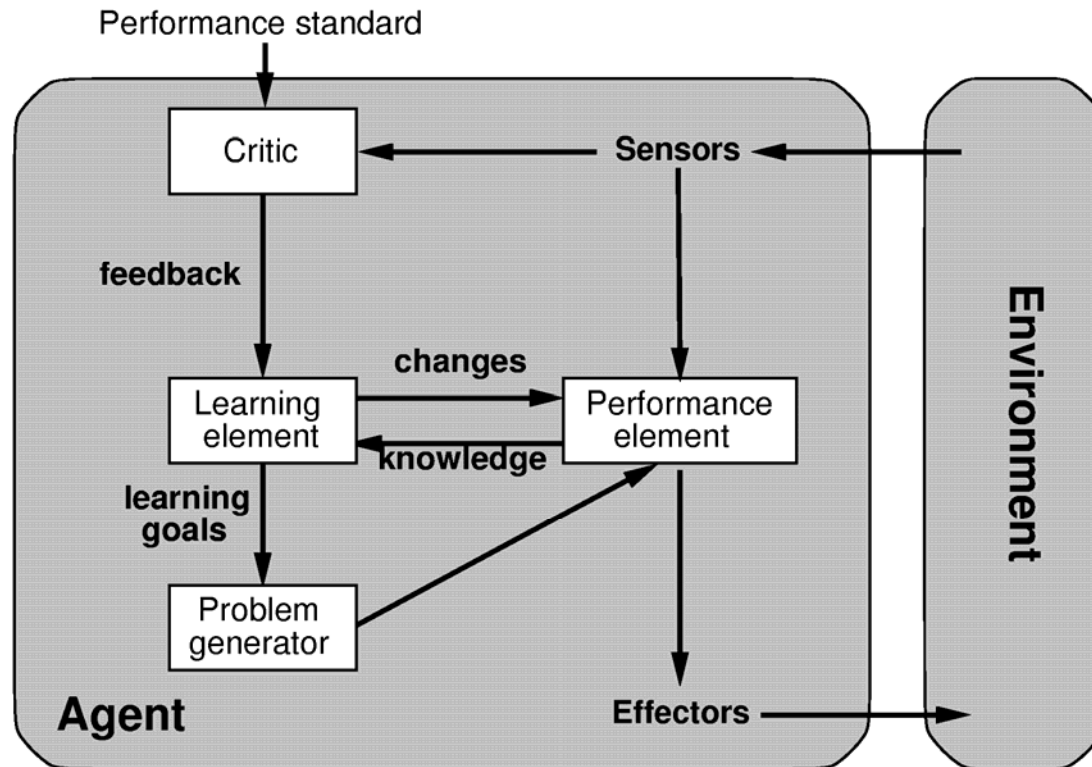 Performance standard
Critic
Sensors
feedback
changes
Learning
element
Performance
element
knowledge
learning
goals
Problem
generator
Agent
Effectors
Environment